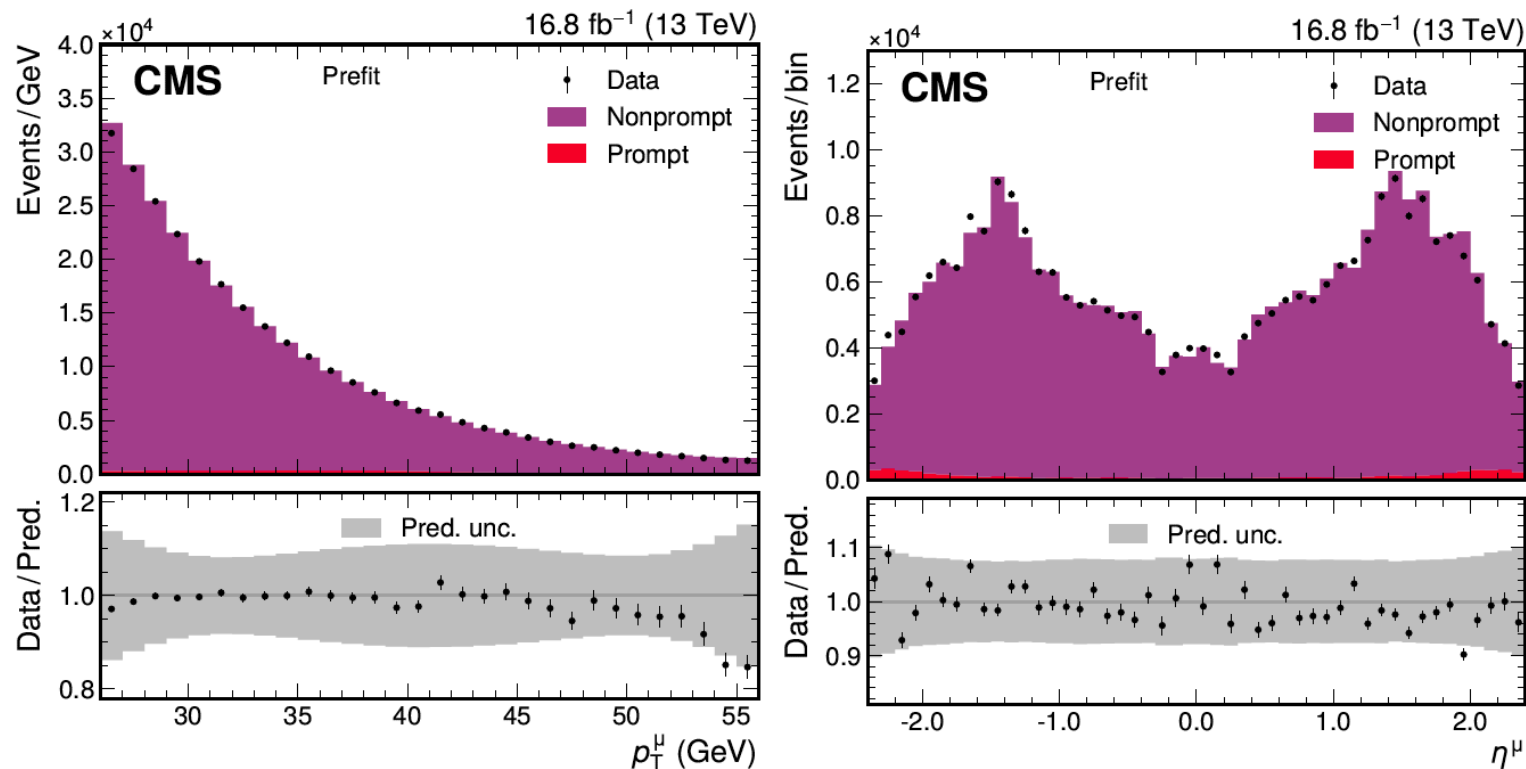 ×10⁴
16.8 fb⁻¹ (13 TeV)
CMS
Prefit
Data
Nonprompt
Prompt
Events/GeV
4.0
3.5
3.0
2.5
2.0
1.5
1.0
0.5
0.0
Data/Pred.
1.2
1.0
0.8
Pred. unc.
30
35
40
45
50
55
p_T^μ (GeV)
×10⁴
16.8 fb⁻¹ (13 TeV)
CMS
Prefit
Data
Nonprompt
Prompt
Events/bin
1.2
1.0
0.8
0.6
0.4
0.2
0.0
Data/Pred.
1.1
1.0
0.9
Pred. unc.
-2.0
-1.0
0.0
1.0
2.0
η^μ